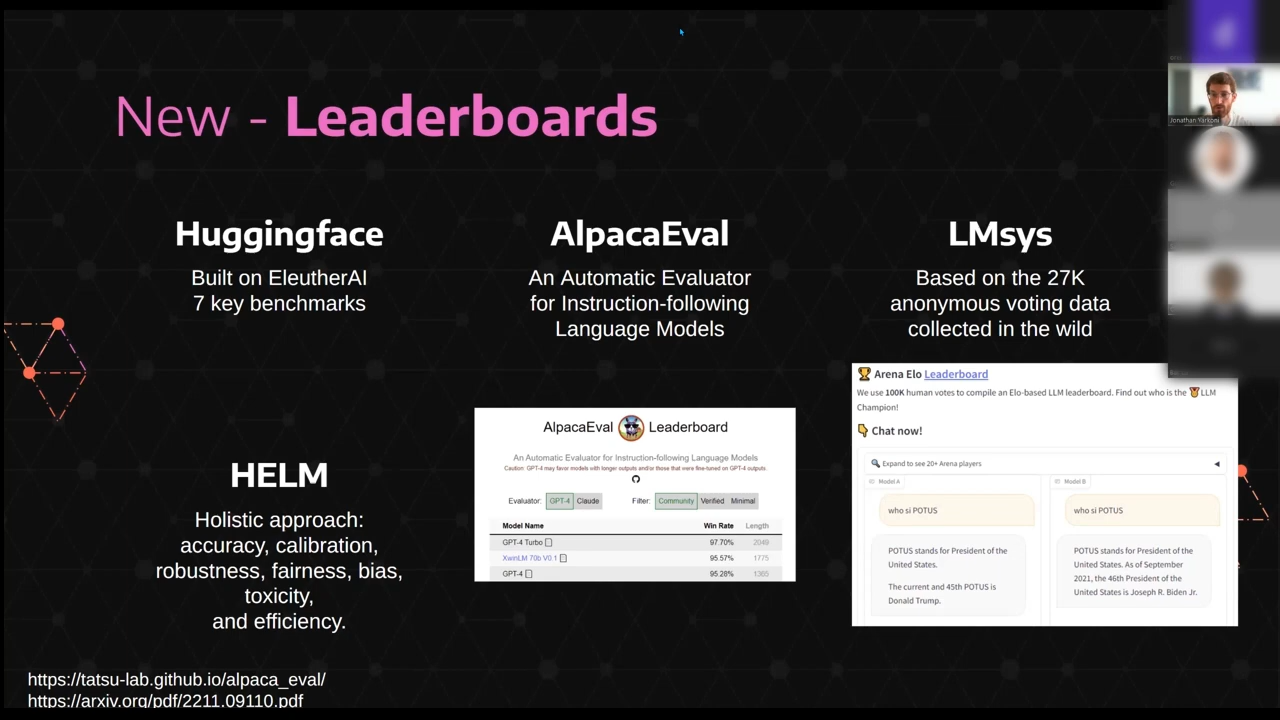 New - Leaderboards
Huggingface
Built on EleutherAI
7 key benchmarks
AlpacaEval
An Automatic Evaluator
for Instruction-following
Language Models
LMsys
Based on the 27K
anonymous voting data
collected in the wild
HELM
Holistic approach:
accuracy, calibration,
robustness, fairness, bias,
toxicity,
and efficiency.
AlpacaEval Leaderboard
An Automatic Evaluator for Instruction-following Language Models
Caution: GPT-4 may favor models with longer outputs and/or those that were fine-tuned on GPT-4 outputs.
Evaluator: GPT-4 Claude Filter: Community Verified Minimal
Model Name Win Rate Length
GPT-4 Turbo 97.70% 2049
XwinLM 70b V0.1 95.57% 1775
GPT-4 95.28% 1365
Arena Elo Leaderboard
We use 100K human votes to compile an Elo-based LLM leaderboard. Find out who is the LLM
Champion!
Chat now!
Expand to see 20+ Arena players
Model A
who si POTUS
POTUS stands for President of the
United States.
The current and 45th POTUS is
Donald Trump.
Model B
who si POTUS
POTUS stands for President of the
United States. As of September
2021, the 46th President of the
United States is Joseph R. Biden Jr.
https://tatsu-lab.github.io/alpaca_eval/
https://arxiv.org/pdf/2211.09110.pdf
Jonathan Yarkoni